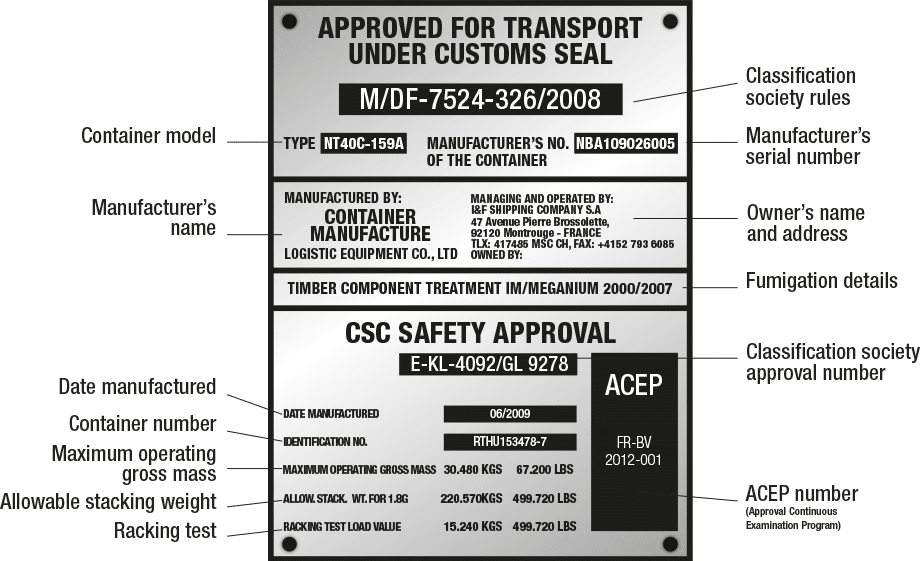 APPROVED FOR TRANSPORT
UNDER CUSTOMS SEAL
M/DF-7524-326/2008
Classification
society rules
Container model
TYPE NT40C-159A
MANUFACTURER'S NO. NBA109026005
OF THE CONTAINER
Manufacturer's
serial number
Manufacturer's
name
MANUFACTURED BY:
CONTAINER
MANUFACTURE
LOGISTIC EQUIPMENT CO., LTD
MANAGING AND OPERATED BY:
I&F SHIPPING COMPANY S.A
47 Avenue Pierre Brossolette,
92120 Montrouge - FRANCE
TLX: 417485 MSC CH, FAX: +4152 793 6085
OWNED BY:
Owner's name
and address
TIMBER COMPONENT TREATMENT IM/MEGANIUM 2000/2007
Fumigation details
CSC SAFETY APPROVAL
E-KL-4092/GL 9278
Classification society
approval number
ACEP
FR-BV
2012-001
Date manufactured
DATE MANUFACTURED 06/2009
Container number
IDENTIFICATION NO. RTHU153478-7
Maximum operating
gross mass
MAXIMUM OPERATING GROSS MASS 30.480 KGS 67.200 LBS
Allowable stacking weight
ALLOW. STACK. WT. FOR 1.8G 220.570KGS 499.720 LBS
Racking test
RACKING TEST LOAD VALUE 15.240 KGS 499.720 LBS
ACEP number
(Approval Continuous
Examination Program)